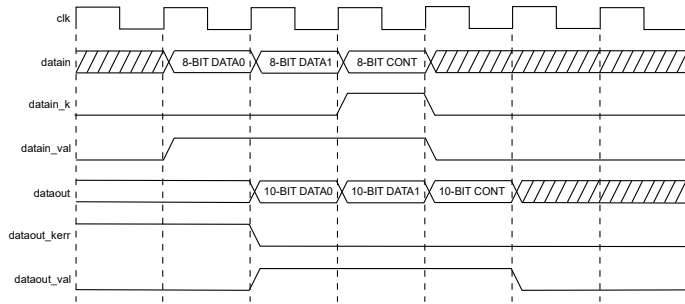 clk
datain
8-BIT DATA0
8-BIT DATA1
8-BIT CONT
datain_k
datain_val
dataout
10-BIT DATA0
10-BIT DATA1
10-BIT CONT
dataout_kerr
dataout_val